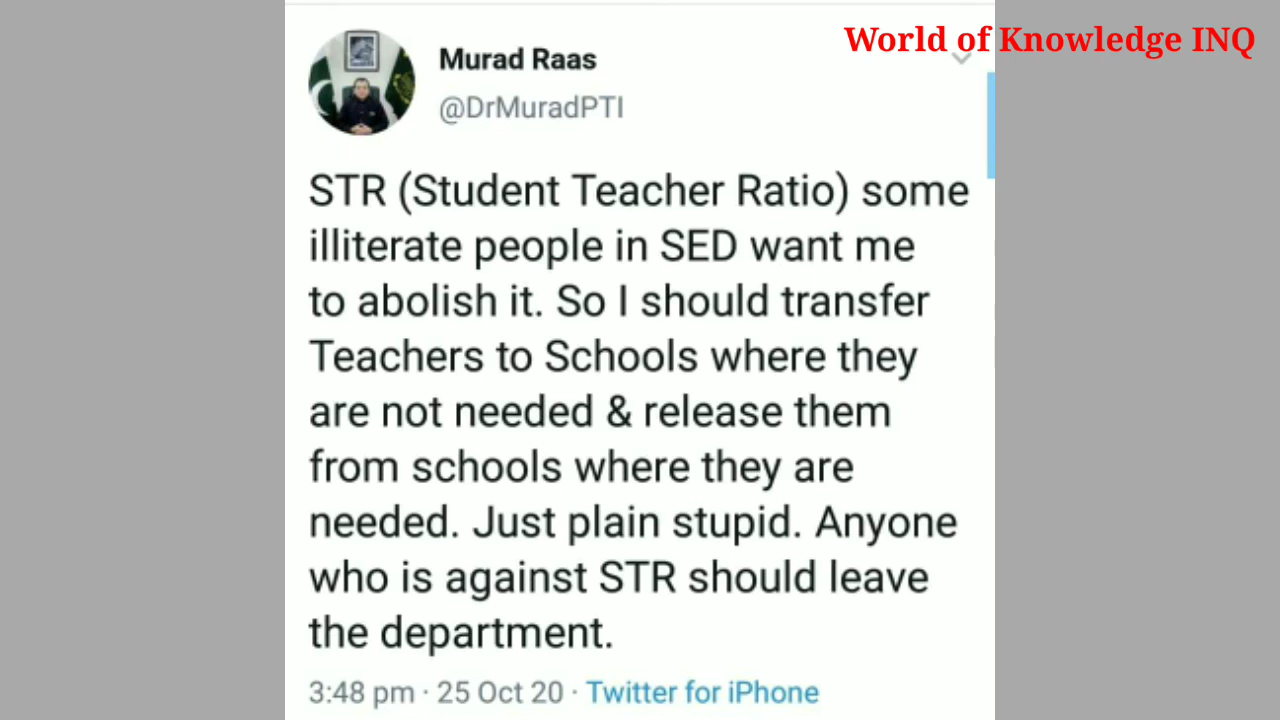 World of Knowledge INQ
Murad Raas
@DrMuradPTI
STR (Student Teacher Ratio) some
illiterate people in SED want me
to abolish it. So I should transfer
Teachers to Schools where they
are not needed & release them
from schools where they are
needed. Just plain stupid. Anyone
who is against STR should leave
the department.
3:48 pm · 25 Oct 20 · Twitter for iPhone